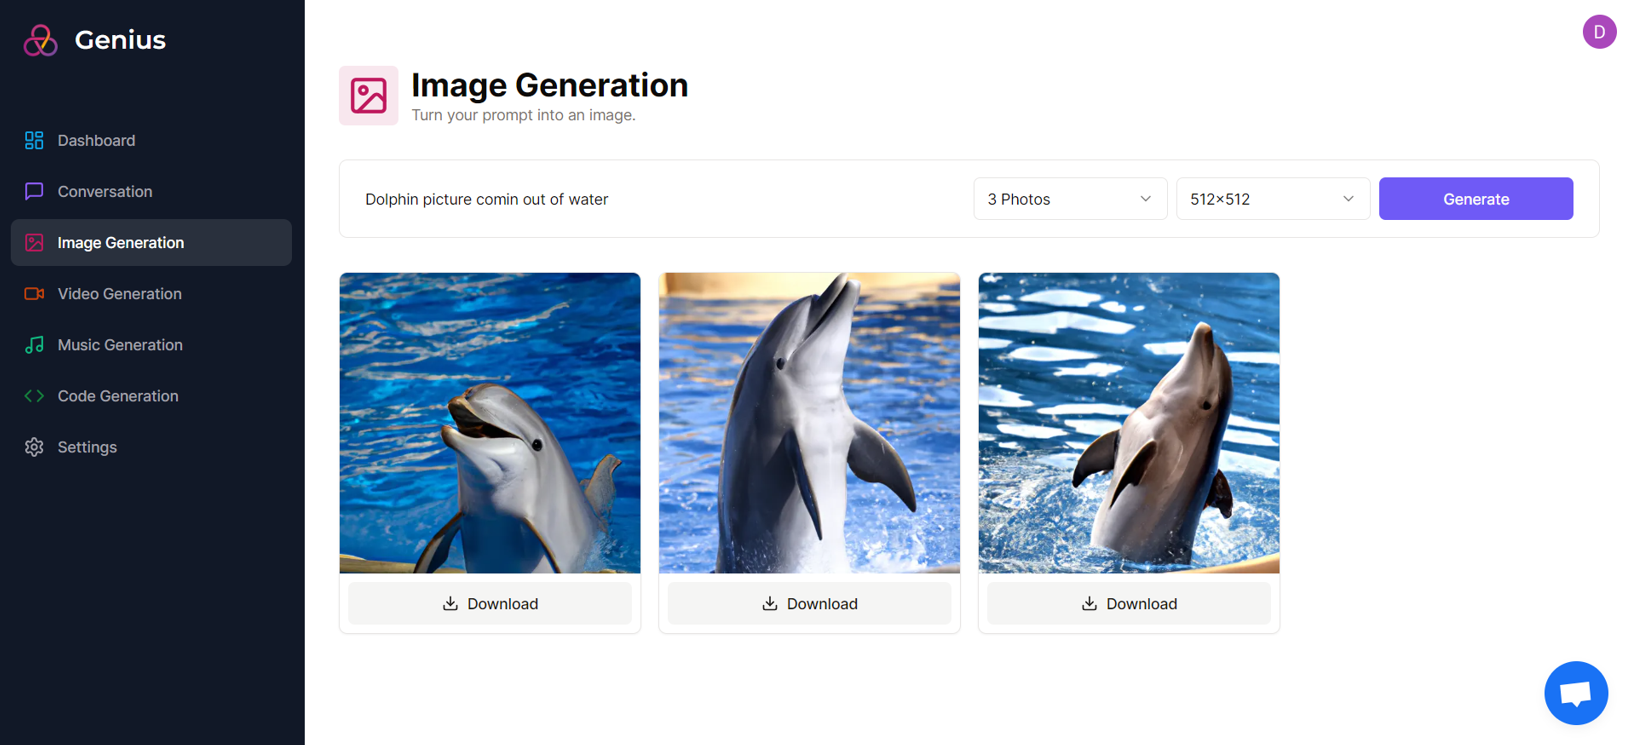 Genius
Dashboard
Conversation
Image Generation
Video Generation
Music Generation
Code Generation
Settings
D
Image Generation
Turn your prompt into an image.
Dolphin picture comin out of water
3 Photos
512×512
Generate
Download
Download
Download